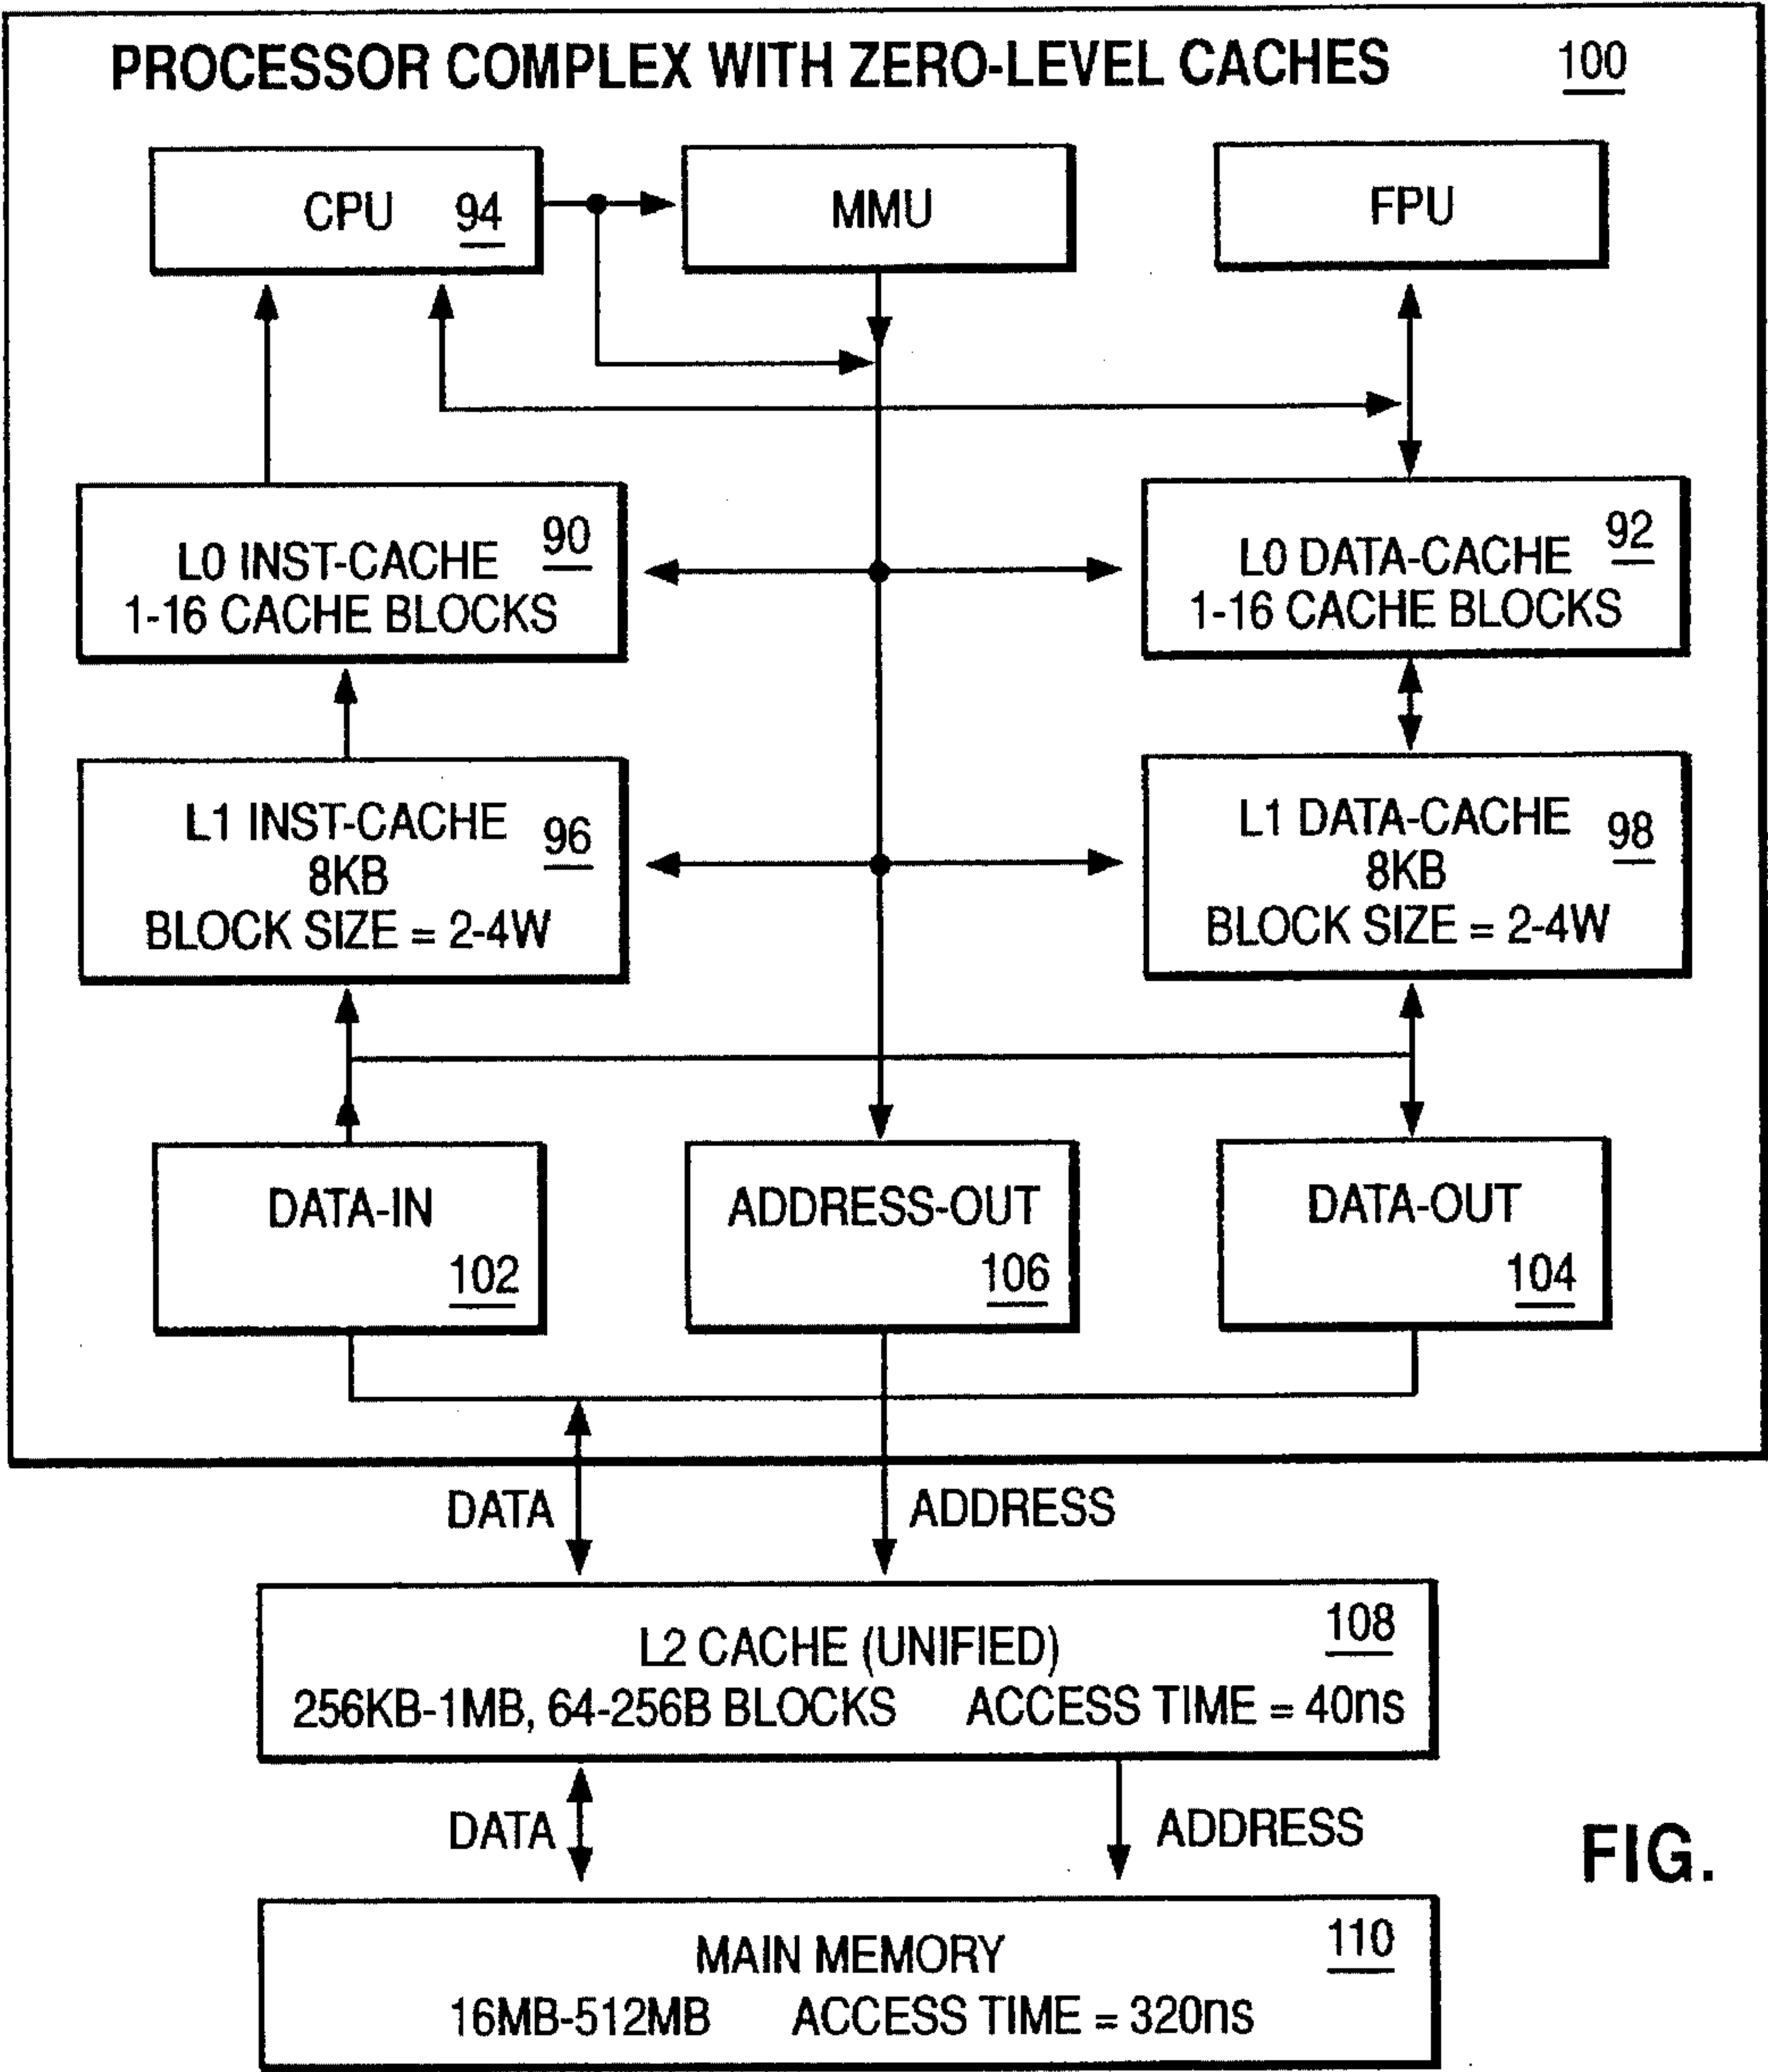 PROCESSOR COMPLEX WITH ZERO-LEVEL CACHES 100
CPU 94
MMU
FPU
L0 INST-CACHE 90
1-16 CACHE BLOCKS
L0 DATA-CACHE 92
1-16 CACHE BLOCKS
L1 INST-CACHE 96
8KB
BLOCK SIZE = 2-4W
L1 DATA-CACHE 98
8KB
BLOCK SIZE = 2-4W
DATA-IN
102
ADDRESS-OUT
106
DATA-OUT
104
DATA
ADDRESS
L2 CACHE (UNIFIED) 108
256KB-1MB, 64-256B BLOCKS ACCESS TIME = 40ns
DATA
ADDRESS
FIG.
MAIN MEMORY 110
16MB-512MB ACCESS TIME = 320ns